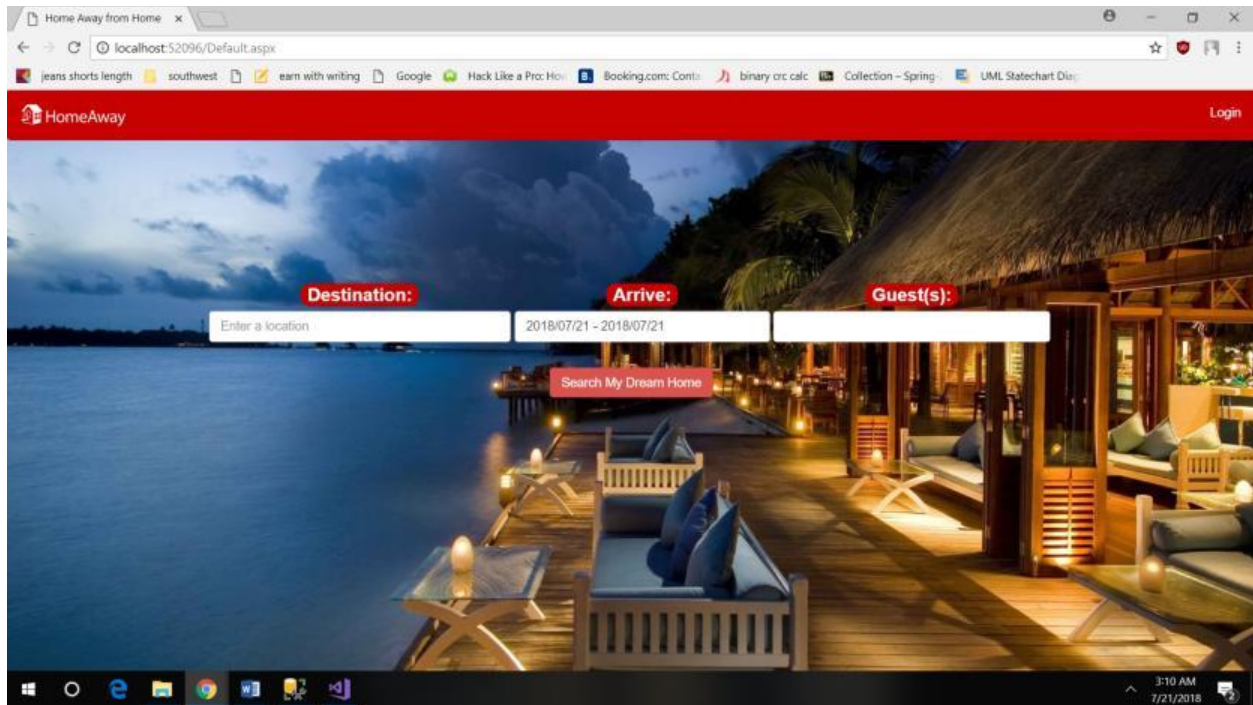 Home Away from Home
localhost:52096/Default.aspx
jeans shorts length southwest earn with writing Google Hack Like a Pro: Ho Booking.com: Conta binary crc calc Collection – Spring- UML Statechart Dia
HomeAway Login
Destination: Arrive: Guest(s):
Enter a location 2018/07/21 - 2018/07/21
Search My Dream Home
3:10 AM
7/21/2018
2